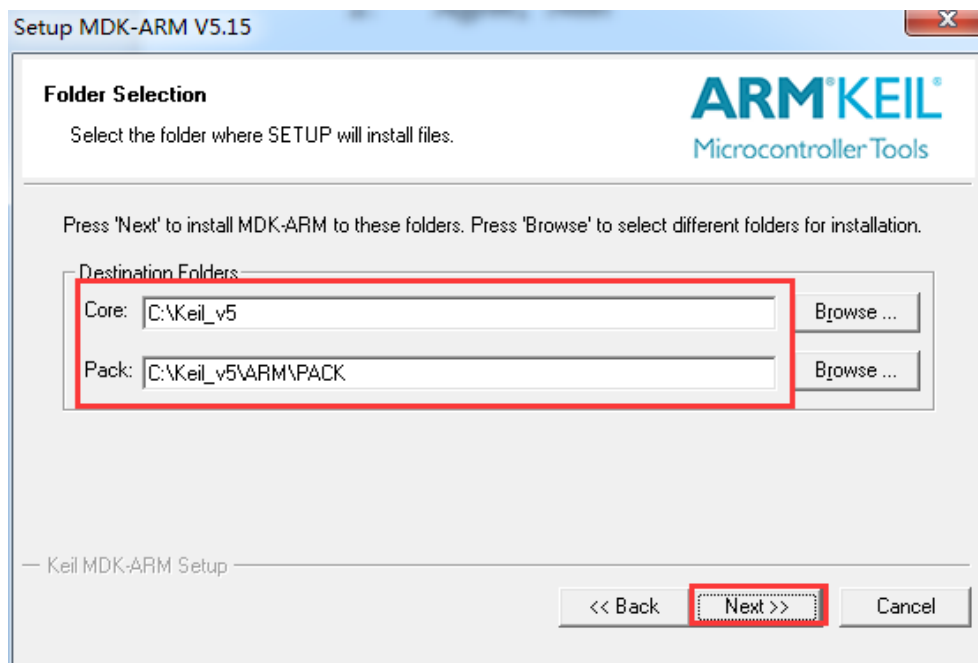 Setup MDK-ARM V5.15
Folder Selection
Select the folder where SETUP will install files.
ARM®KEIL®
Microcontroller Tools
Press 'Next' to install MDK-ARM to these folders. Press 'Browse' to select different folders for installation.
Destination Folders
Core: C:\Keil_v5 Browse ...
Pack: C:\Keil_v5\ARM\PACK Browse ...
Keil MDK-ARM Setup
<< Back Next >> Cancel